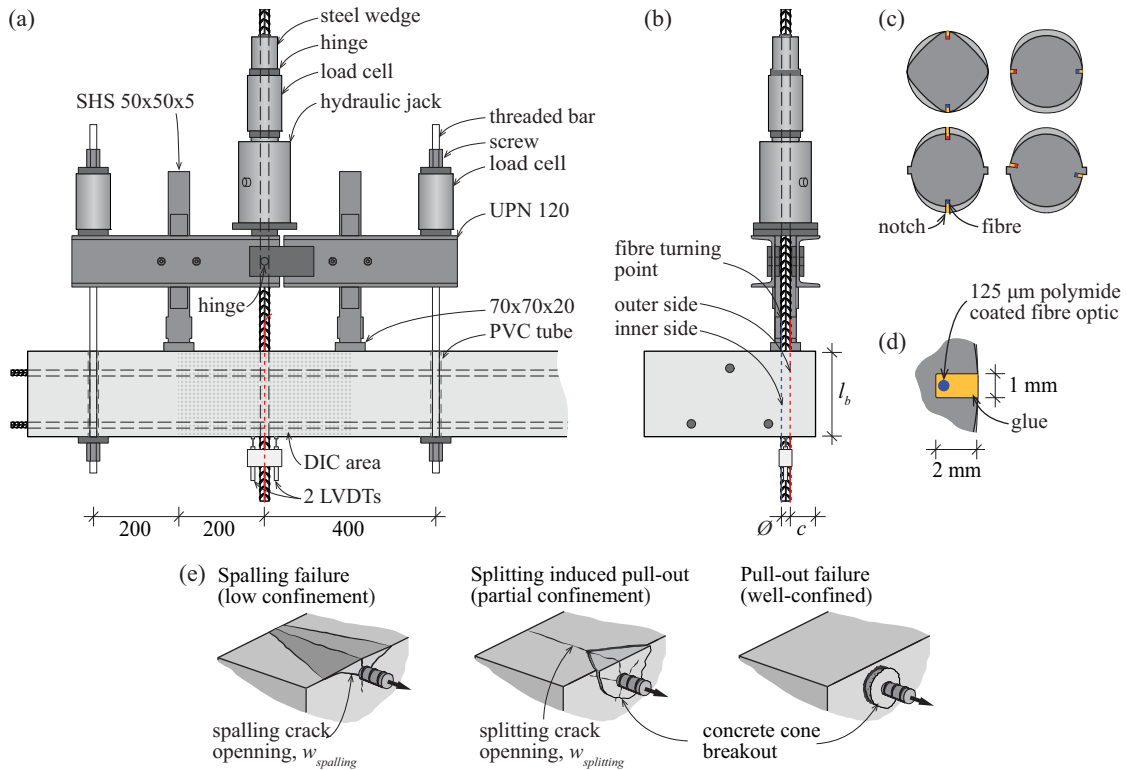 (a)
steel wedge
hinge
load cell
hydraulic jack
SHS 50x50x5
threaded bar
screw
load cell
UPN 120
hinge
70x70x20
PVC tube
DIC area
2 LVDTs
200
200
400
(b)
fibre turning
point
outer side
inner side
l_b
Ø
c
(c)
notch
fibre
125 μm polymide
coated fibre optic
(d)
1 mm
glue
2 mm
(e)
Spalling failure
(low confinement)
spalling crack
openning, w_spalling
Splitting induced pull-out
(partial confinement)
splitting crack
openning, w_splitting
Pull-out failure
(well-confined)
concrete cone
breakout